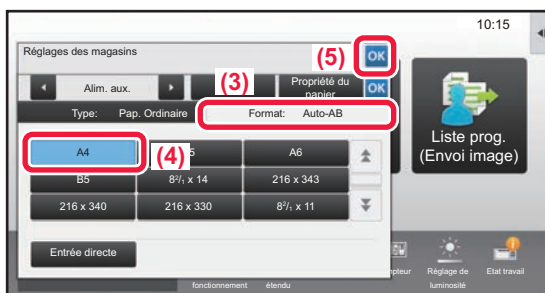 10:15
Réglages des magasins
(5)
OK
Alim. aux.
(3)
Propriété du
papier
OK
Type: Pap. Ordinaire
Format: Auto-AB
A4
(4)
5
A6
B5
8²/₁ x 14
216 x 343
216 x 340
216 x 330
8²/₁ x 11
Entrée directe
Liste prog.
(Envoi image)
fonctionnement
étendu
Réglage de
luminosité
Etat travail